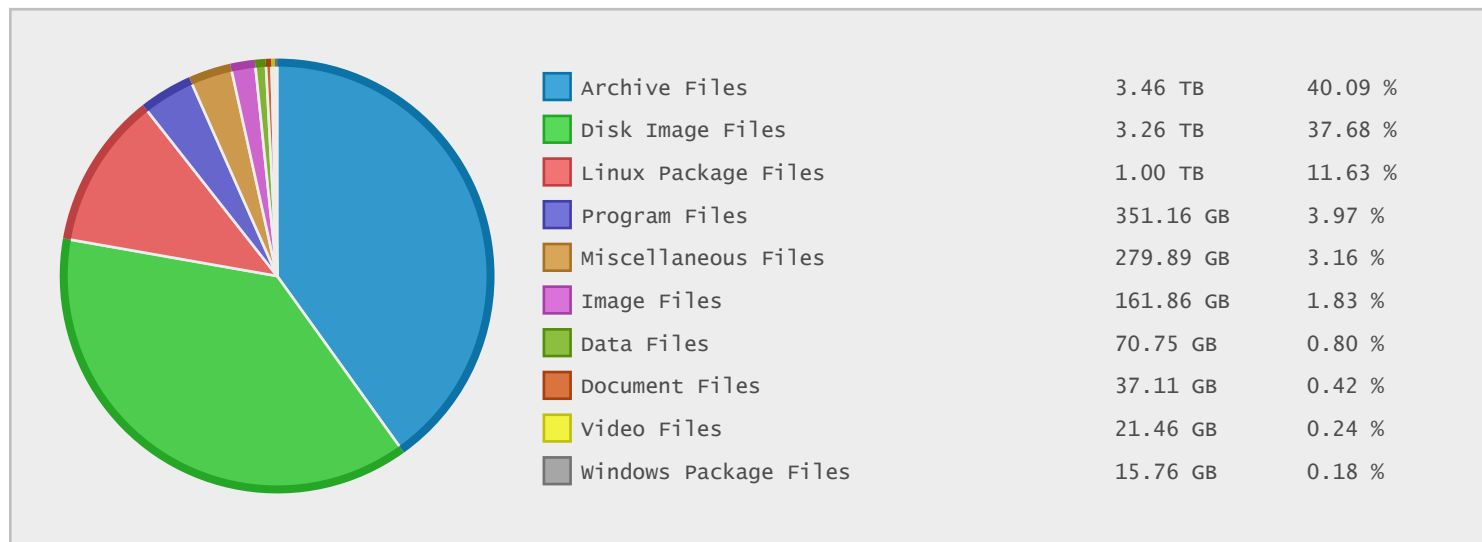 Archive Files 3.46 TB 40.09 %
Disk Image Files 3.26 TB 37.68 %
Linux Package Files 1.00 TB 11.63 %
Program Files 351.16 GB 3.97 %
Miscellaneous Files 279.89 GB 3.16 %
Image Files 161.86 GB 1.83 %
Data Files 70.75 GB 0.80 %
Document Files 37.11 GB 0.42 %
Video Files 21.46 GB 0.24 %
Windows Package Files 15.76 GB 0.18 %